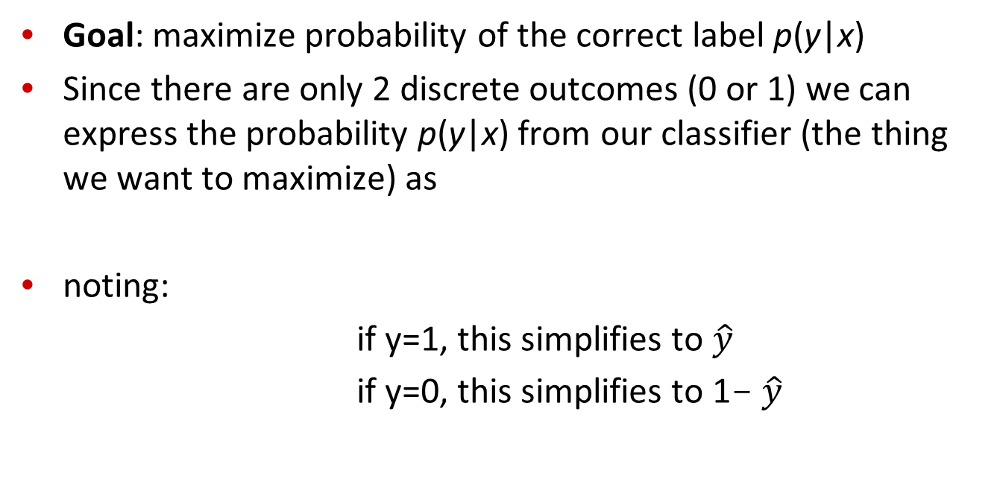 • Goal: maximize probability of the correct label p(y|x)
• Since there are only 2 discrete outcomes (0 or 1) we can
express the probability p(y|x) from our classifier (the thing
we want to maximize) as
• noting:
if y=1, this simplifies to ŷ
if y=0, this simplifies to 1− ŷ